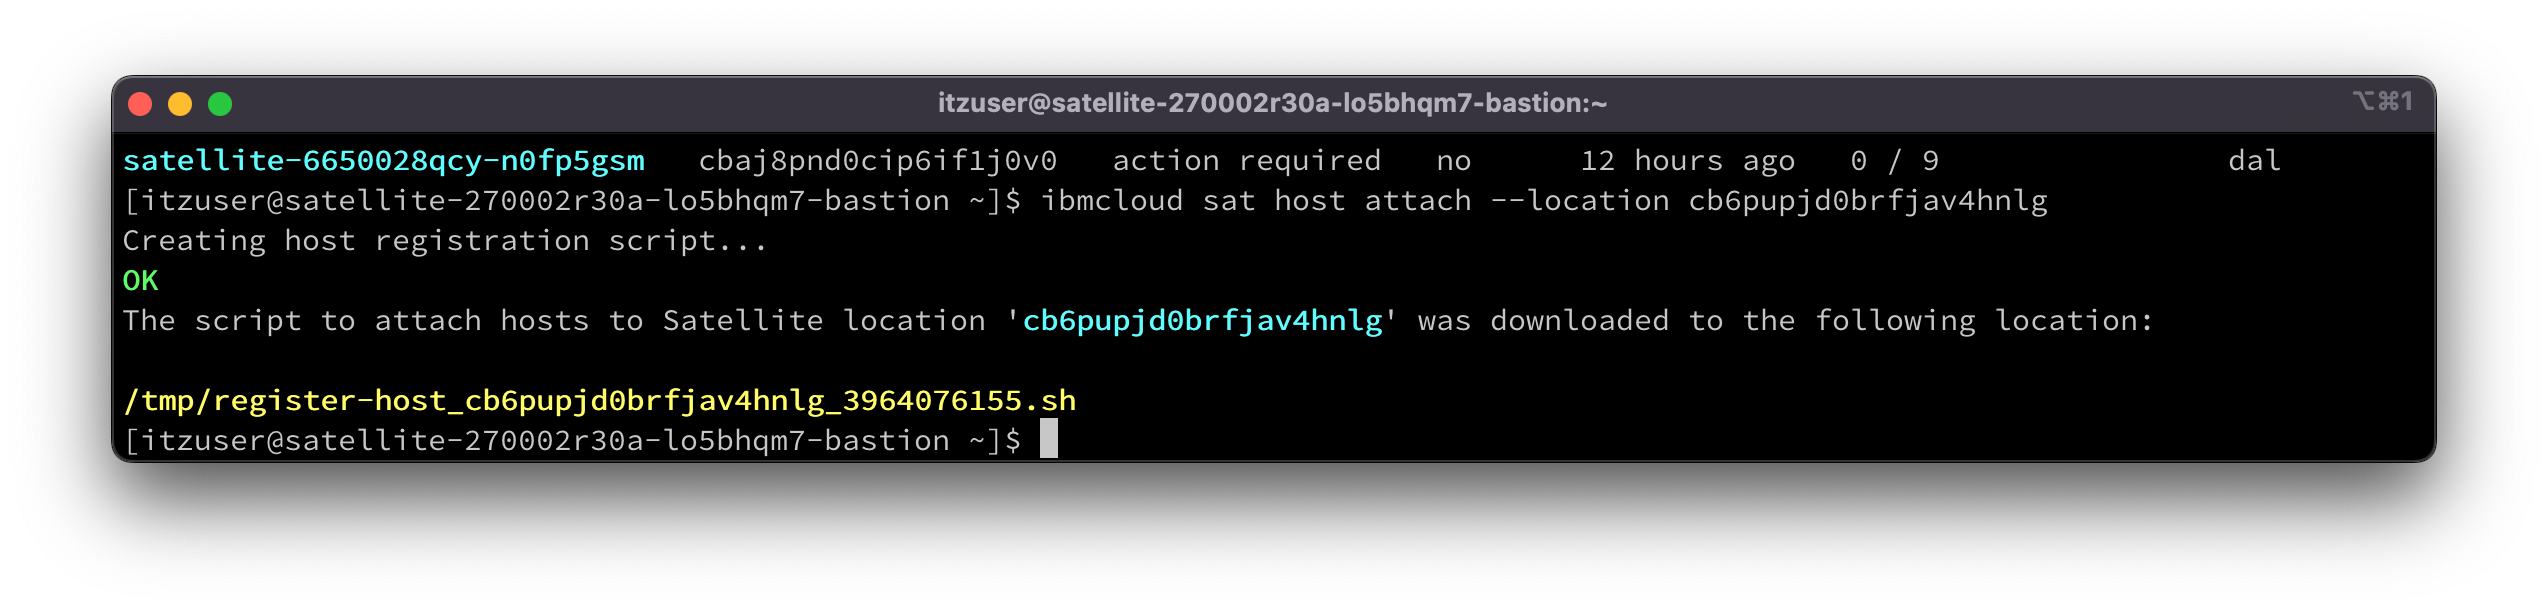 itzuser@satellite-270002r30a-lo5bhqm7-bastion:~ ⌥⌘1
satellite-6650028qcy-n0fp5gsm   cbaj8pnd0cip6if1j0v0   action required   no      12 hours ago   0 / 9                dal
[itzuser@satellite-270002r30a-lo5bhqm7-bastion ~]$ ibmcloud sat host attach --location cb6pupjd0brfjav4hnlg
Creating host registration script...
OK
The script to attach hosts to Satellite location 'cb6pupjd0brfjav4hnlg' was downloaded to the following location:
/tmp/register-host_cb6pupjd0brfjav4hnlg_3964076155.sh
[itzuser@satellite-270002r30a-lo5bhqm7-bastion ~]$